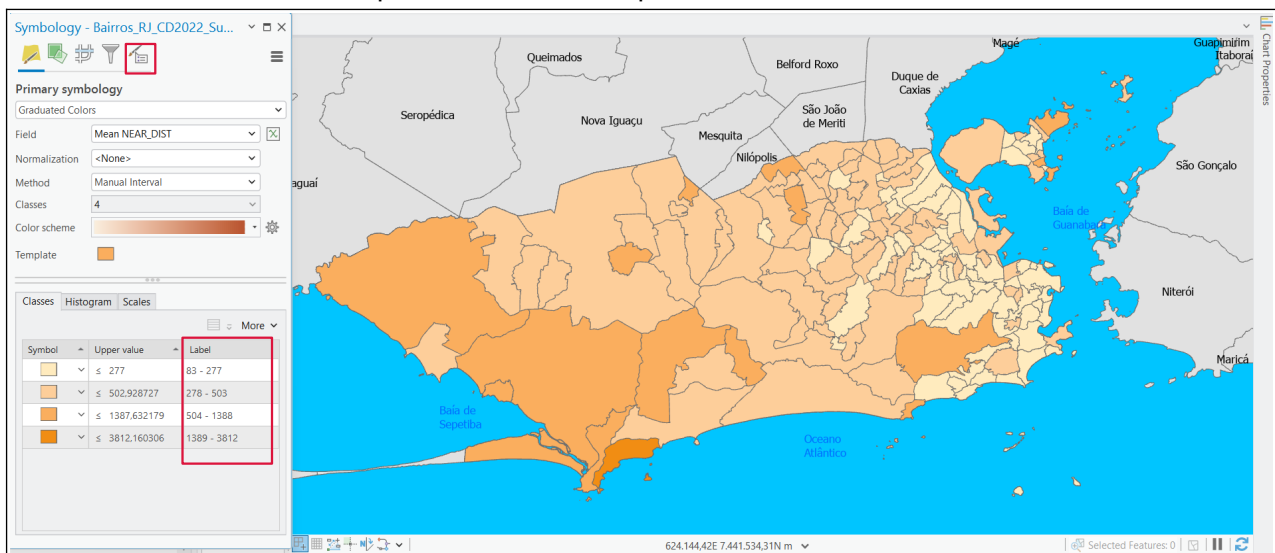 Symbology - Bairros_RJ_CD2022_Su...
Primary symbology
Graduated Colors
Field Mean NEAR_DIST
Normalization <None>
Method Manual Interval
Classes 4
Color scheme
Template
Classes Histogram Scales
More
Symbol Upper value Label
≤ 277 83 - 277
≤ 502,928727 278 - 503
≤ 1387,632179 504 - 1388
≤ 3812,160306 1389 - 3812
Magé
Guapimirim
Itaboraí
Queimados
Belford Roxo
Duque de
Caxias
Seropédica
Nova Iguaçu
São João
de Meriti
Mesquita
Nilópolis
São Gonçalo
aguaí
Baía de
Guanabara
Niterói
Maricá
Baía de
Sepetiba
Oceano
Atlântico
624.144,42E 7.441.534,31N m
Selected Features: 0
Chart Properties